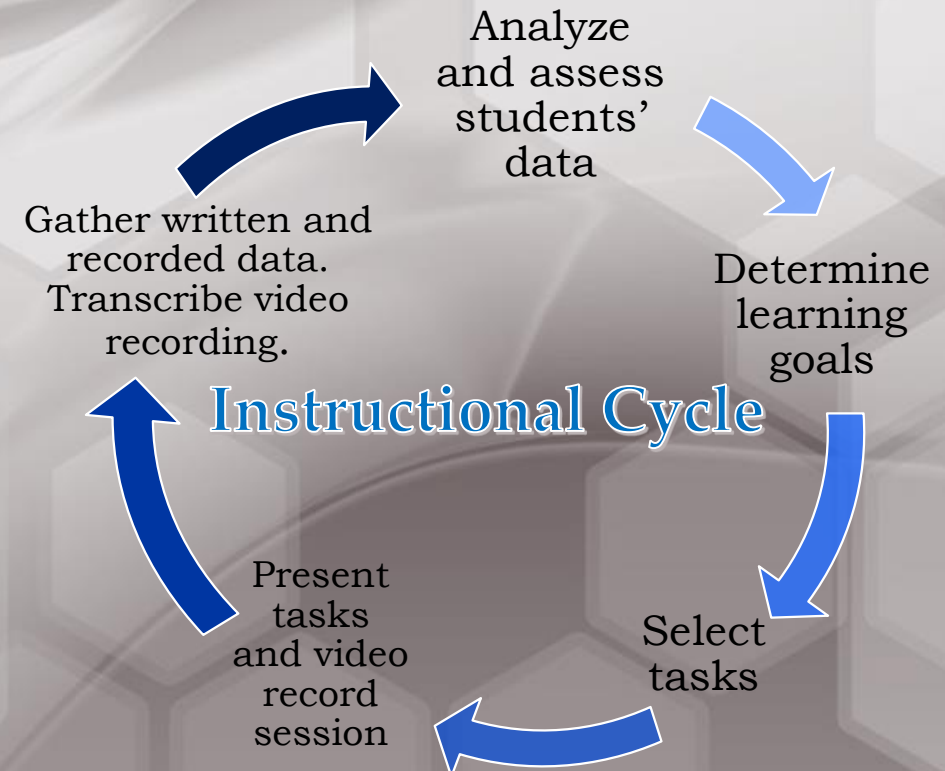 Analyze
and assess
students’
data
Determine
learning
goals
Select
tasks
Present
tasks
and video
record
session
Gather written and
recorded data.
Transcribe video
recording.
Instructional Cycle